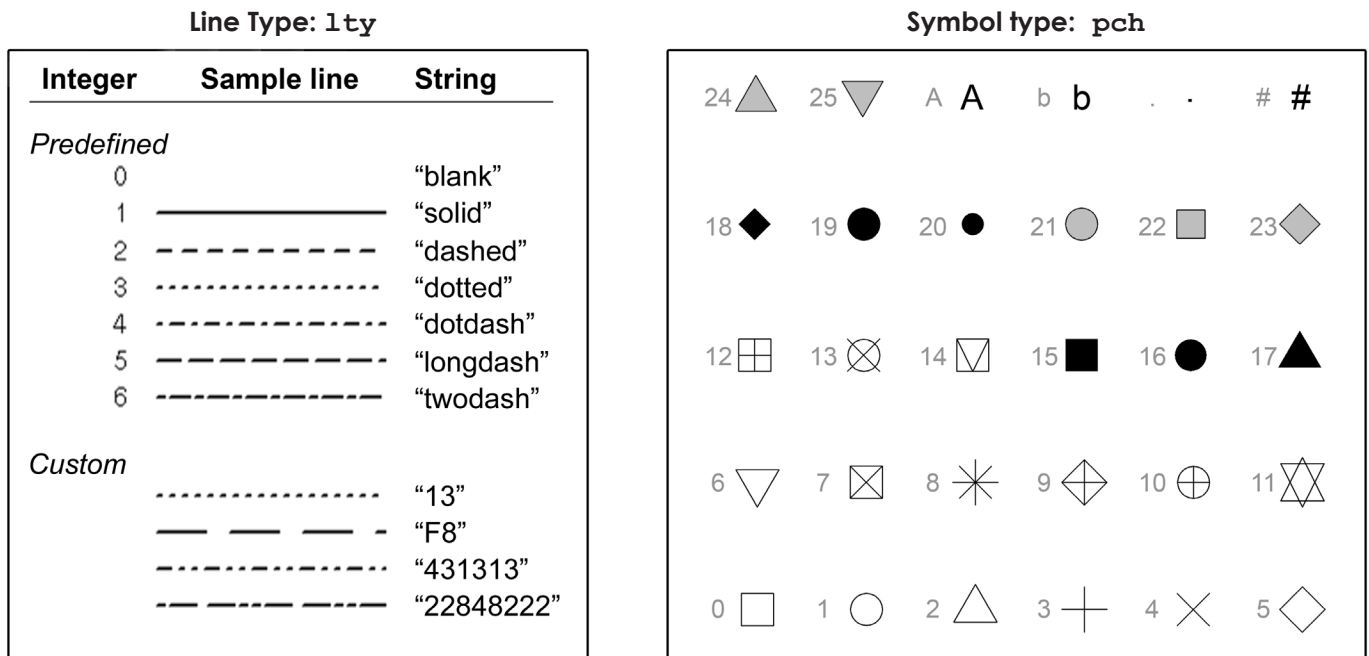 Line Type: lty
Integer Sample line String
Predefined
0 “blank”
1 “solid”
2 “dashed”
3 “dotted”
4 “dotdash”
5 “longdash”
6 “twodash”
Custom
“13”
“F8”
“431313”
“22848222”
Symbol type: pch
24 25 A A b b . . # #
18 19 20 21 22 23
12 13 14 15 16 17
6 7 8 9 10 11
0 1 2 3 4 5